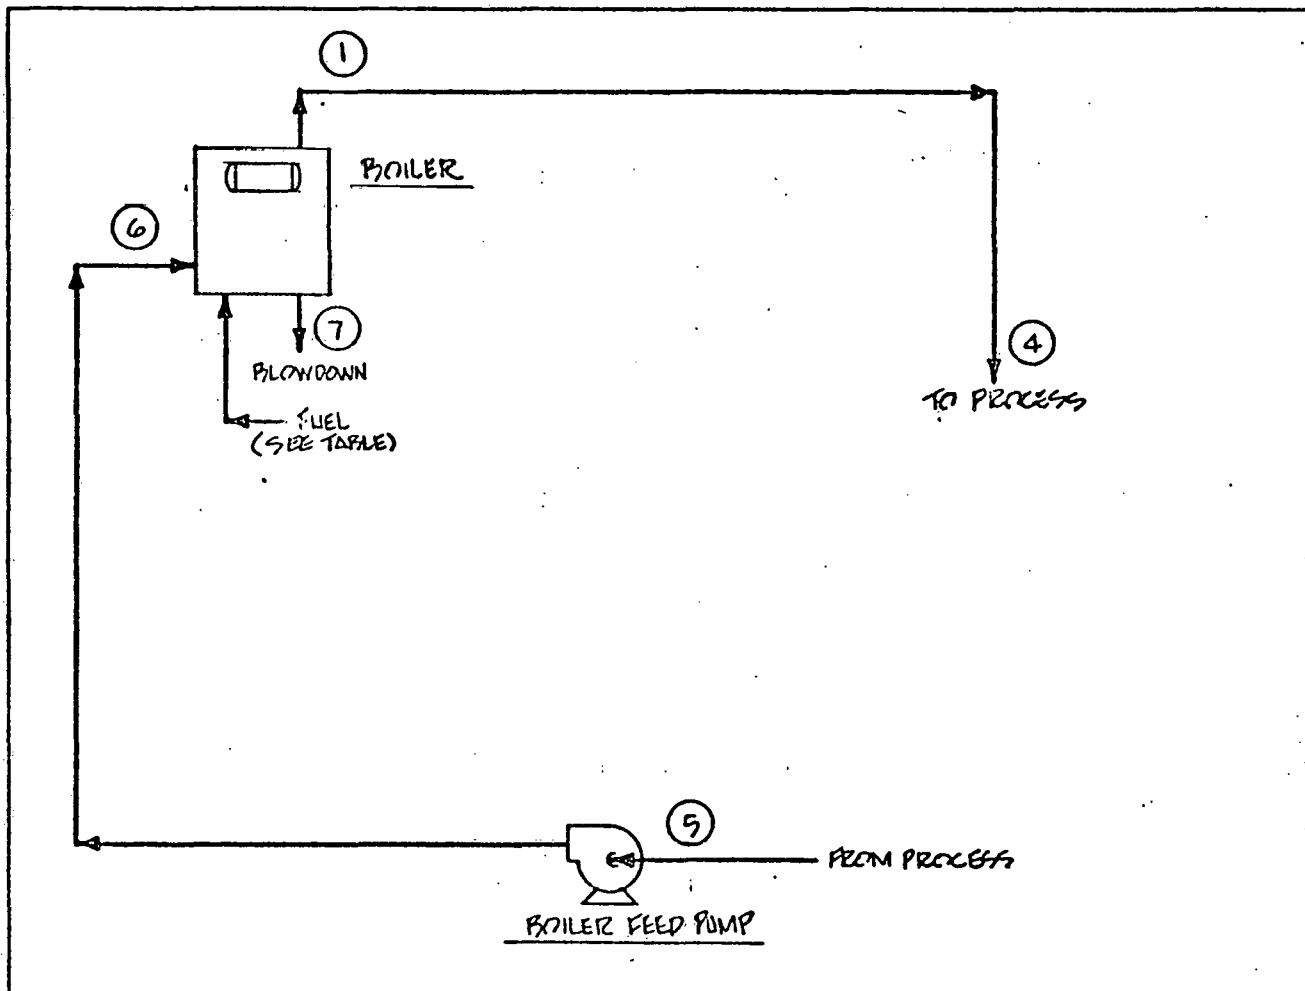 1
BOILER
6
7
BLOWDOWN
FUEL
(SEE TABLE)
4
TO PROCESS
5
FROM PROCESS
BOILER FEED PUMP